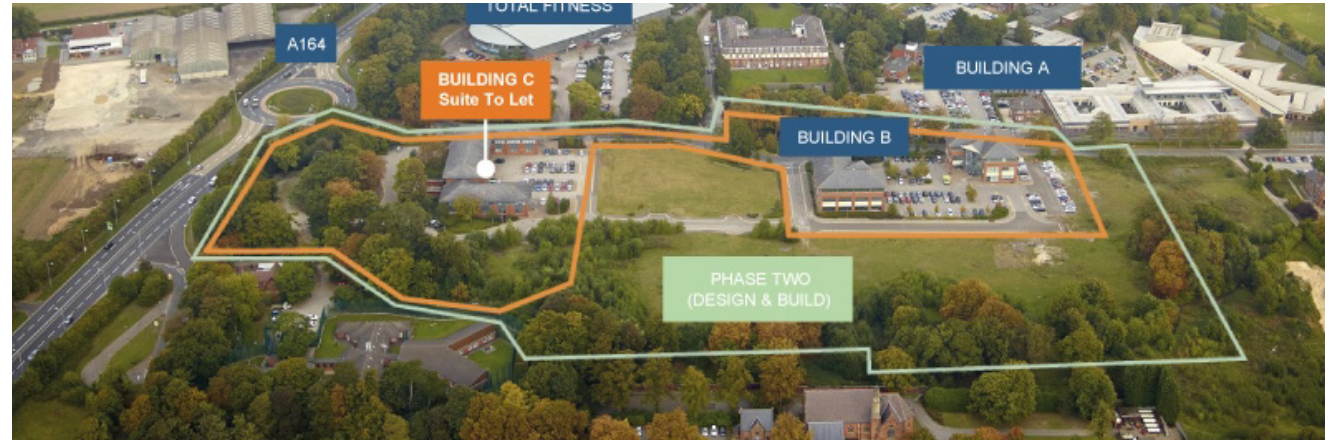 TOTAL FITNESS
A164
BUILDING C
Suite To Let
BUILDING A
BUILDING B
PHASE TWO
(DESIGN & BUILD)